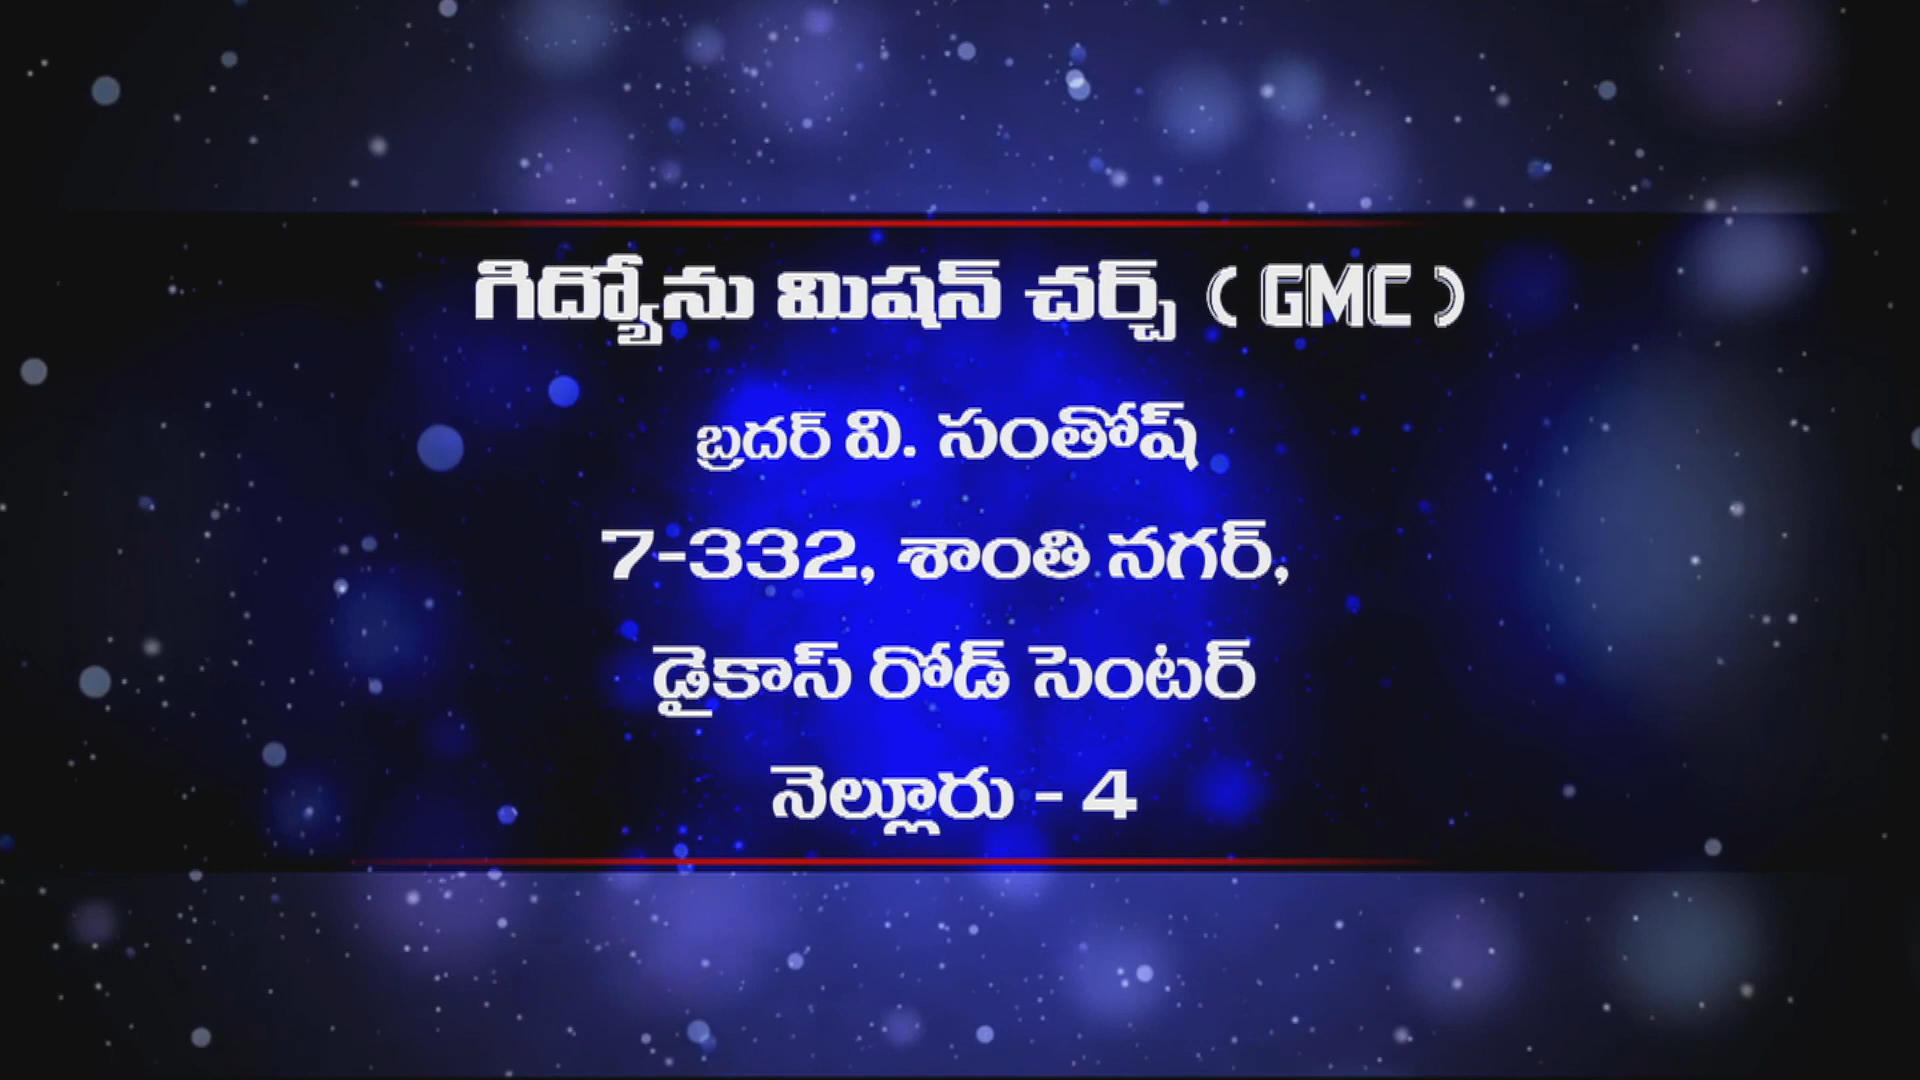 గిద్యోను మిషన్ చర్చ్ ( GMC )
బ్రదర్ వి. సంతోష్
7-332, శాంతి నగర్,
డైకాస్ రోడ్ సెంటర్
నెల్లూరు - 4